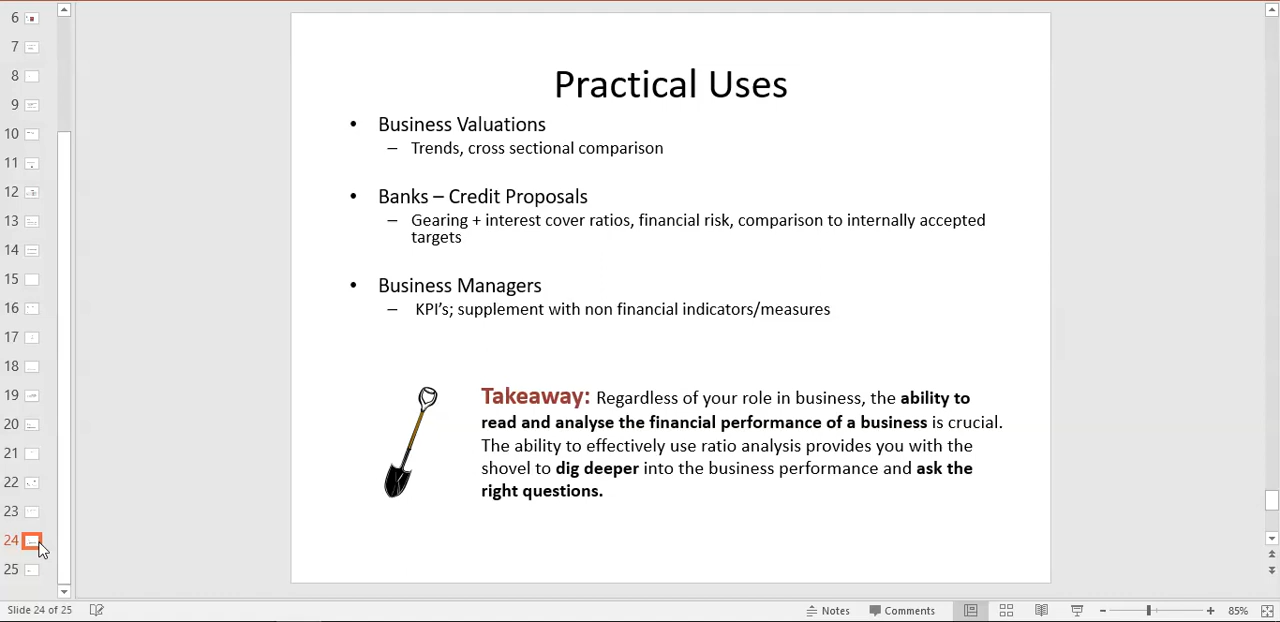 6
7
8
9
10
11
12
13
14
15
16
17
18
19
20
21
22
23
24
25
Practical Uses
• Business Valuations
– Trends, cross sectional comparison
• Banks – Credit Proposals
– Gearing + interest cover ratios, financial risk, comparison to internally accepted
targets
• Business Managers
– KPI's; supplement with non financial indicators/measures
Takeaway: Regardless of your role in business, the ability to
read and analyse the financial performance of a business is crucial.
The ability to effectively use ratio analysis provides you with the
shovel to dig deeper into the business performance and ask the
right questions.
Slide 24 of 25 Notes Comments 85%